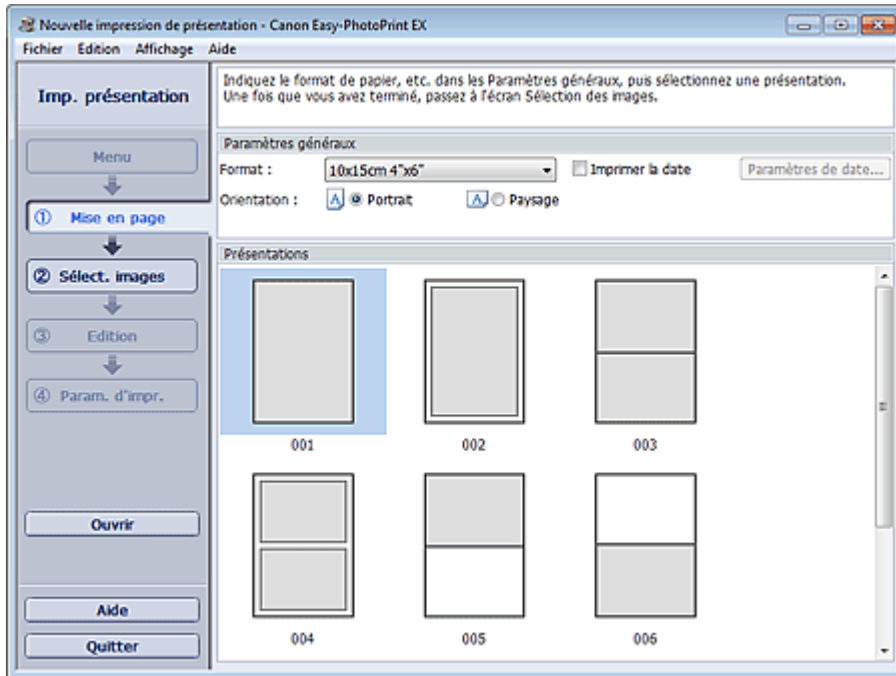 Nouvelle impression de présentation - Canon Easy-PhotoPrint EX
Fichier Edition Affichage Aide
Imp. présentation
Menu
① Mise en page
② Sélect. images
③ Edition
④ Param. d'impr.
Ouvrir
Aide
Quitter
Indiquez le format de papier, etc. dans les Paramètres généraux, puis sélectionnez une présentation.
Une fois que vous avez terminé, passez à l'écran Sélection des images.
Paramètres généraux
Format : 10x15cm 4"x6" Imprimer la date Paramètres de date...
Orientation : A Portrait A Paysage
Présentations
001 002 003
004 005 006